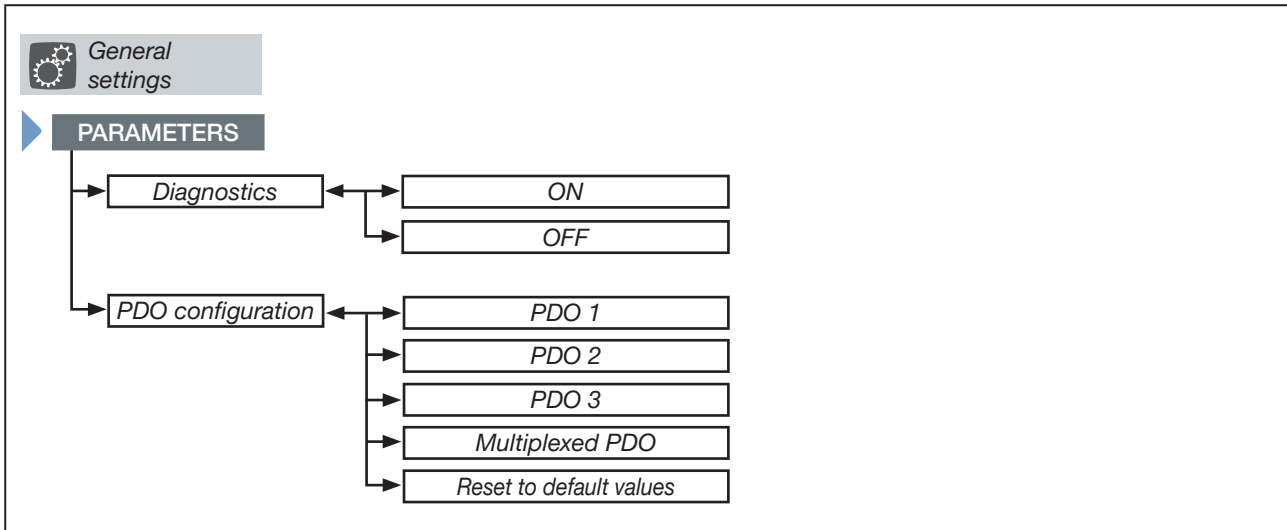 General
settings
PARAMETERS
Diagnostics
ON
OFF
PDO configuration
PDO 1
PDO 2
PDO 3
Multiplexed PDO
Reset to default values